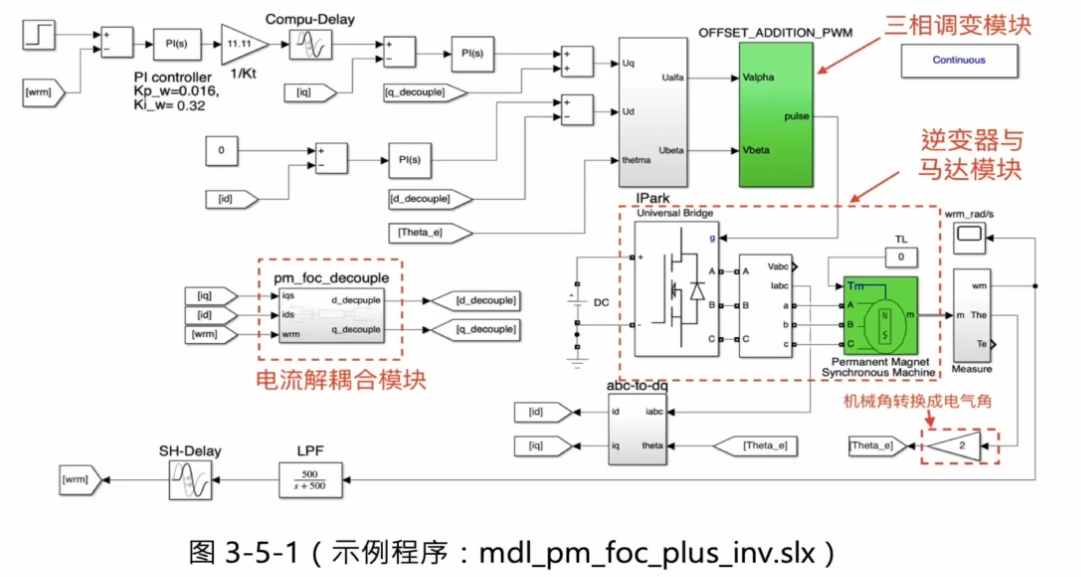 Compu-Delay
OFFSET_ADDITION_PWM
三相调变模块
Continuous
+
−
PI(s)
11.11
1/Kt
+
−
PI(s)
+
+
[wrm]
PI controller
Kp_w=0.016,
Ki_w= 0.32
[iq]
[q_decouple]
Uq
Ualfa
Valpha
Ud
pulse
+
+
0
+
−
PI(s)
Ubeta
Vbeta
thetma
[id]
[d_decouple]
IPark
[Theta_e]
逆变器与
马达模块
Universal Bridge
wrm_rad/s
g
TL
0
+
A
A
Vabc
Iabc
DC
B
B
a
b
-
C
C
c
Tm
A
B
C
N
S
m
wm
m
The
Te
Permanent Magnet
Synchronous Machine
Measure
pm_foc_decouple
[iq]
iqs
d_decpuple
[d_decouple]
[id]
ids
[wrm]
wrm
q_decouple
[q_decouple]
电流解耦合模块
abc-to-dq
机械角转换成电气角
[id]
id
iabc
[iq]
iq
theta
[Theta_e]
[Theta_e]
2
SH-Delay
LPF
[wrm]
500
s + 500
图 3-5-1（示例程序：mdl_pm_foc_plus_inv.slx）